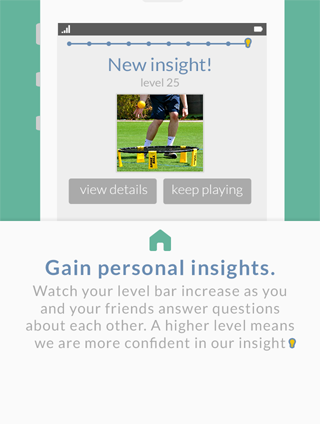 New insight!
level 25
view details
keep playing
Gain personal insights.
Watch your level bar increase as you
and your friends answer questions
about each other. A higher level means
we are more confident in our insight